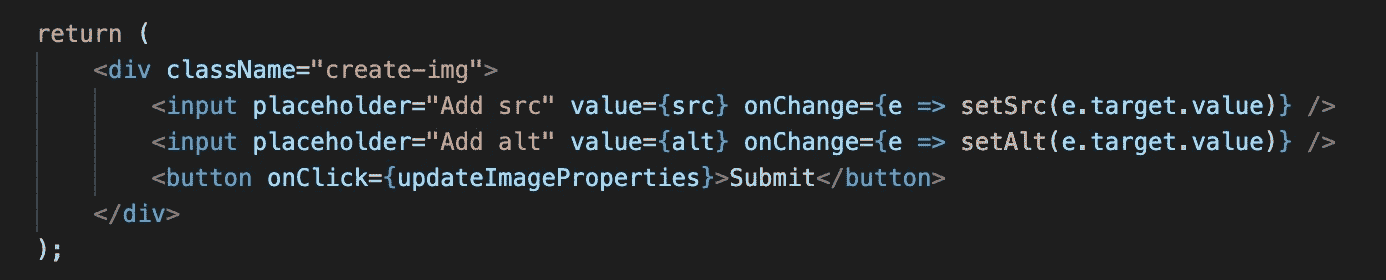 return (
<div className="create-img">
<input placeholder="Add src" value={src} onChange={e => setSrc(e.target.value)} />
<input placeholder="Add alt" value={alt} onChange={e => setAlt(e.target.value)} />
<button onClick={updateImageProperties}>Submit</button>
</div>
);